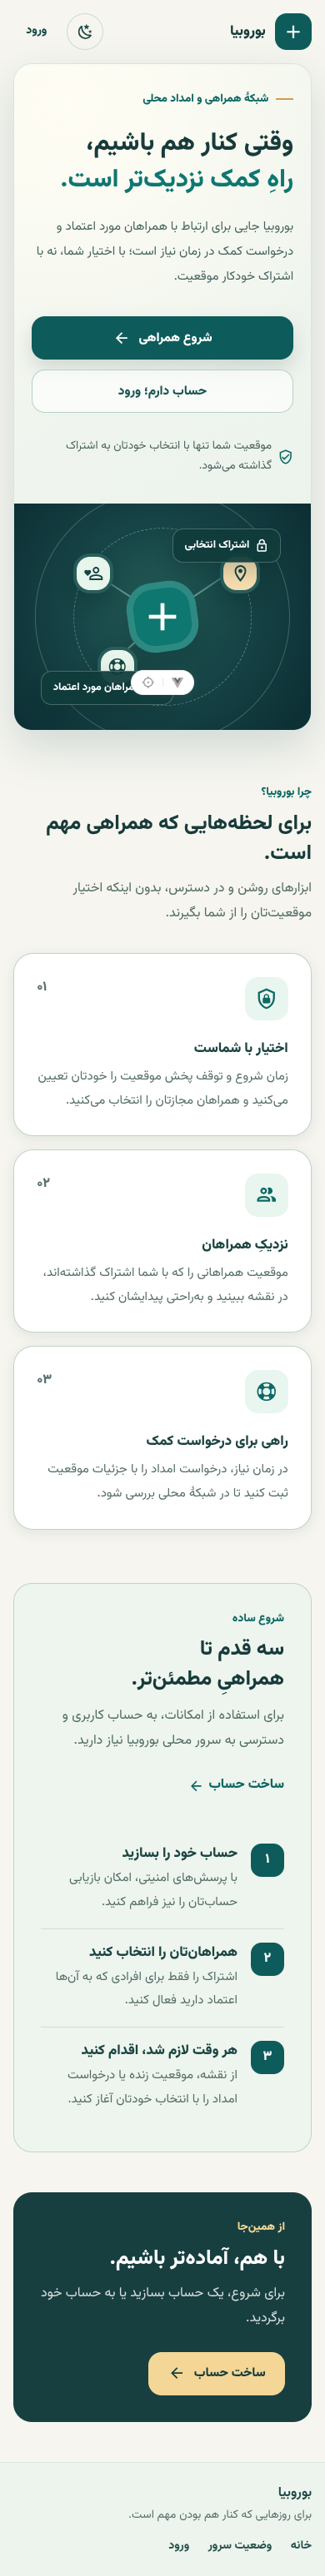 بوروبیا
ورود
شبکهٔ همراهی و امداد محلی
وقتی کنار هم باشیم،
راهِ کمک نزدیک‌تر است.
بوروبیا جایی برای ارتباط با همراهان مورد اعتماد و
درخواست کمک در زمان نیاز است؛ با اختیار شما، نه با
اشتراک خودکار موقعیت.
شروع همراهی
حساب دارم؛ ورود
موقعیت شما تنها با انتخاب خودتان به اشتراک
گذاشته می‌شود.
اشتراک انتخابی
مورد اعتماد
چرا بوروبیا؟
برای لحظه‌هایی که همراهی مهم
است.
ابزارهای روشن و در دسترس، بدون اینکه اختیار
موقعیت‌تان را از شما بگیرند.
۰۱
اختیار با شماست
زمان شروع و توقف پخش موقعیت را خودتان تعیین
می‌کنید و همراهان مجازتان را انتخاب می‌کنید.
۰۲
نزدیکِ همراهان
موقعیت همراهانی را که با شما اشتراک گذاشته‌اند،
در نقشه ببینید و به‌راحتی پیدایشان کنید.
۰۳
راهی برای درخواست کمک
در زمان نیاز، درخواست امداد را با جزئیات موقعیت
ثبت کنید تا در شبکهٔ محلی بررسی شود.
شروع ساده
سه قدم تا
همراهیِ مطمئن‌تر.
برای استفاده از امکانات، به حساب کاربری و
دسترسی به سرور محلی بوروبیا نیاز دارید.
ساخت حساب
۱
حساب خود را بسازید
با پرسش‌های امنیتی، امکان بازیابی
حساب‌تان را نیز فراهم کنید.
۲
همراهان‌تان را انتخاب کنید
اشتراک را فقط برای افرادی که به آن‌ها
اعتماد دارید فعال کنید.
۳
هر وقت لازم شد، اقدام کنید
از نقشه، موقعیت زنده یا درخواست
امداد را با انتخاب خودتان آغاز کنید.
از همین‌جا
با هم، آماده‌تر باشیم.
برای شروع، یک حساب بسازید یا به حساب خود
برگردید.
ساخت حساب
بوروبیا
برای روزهایی که کنار هم بودن مهم است.
خانه
وضعیت سرور
ورود